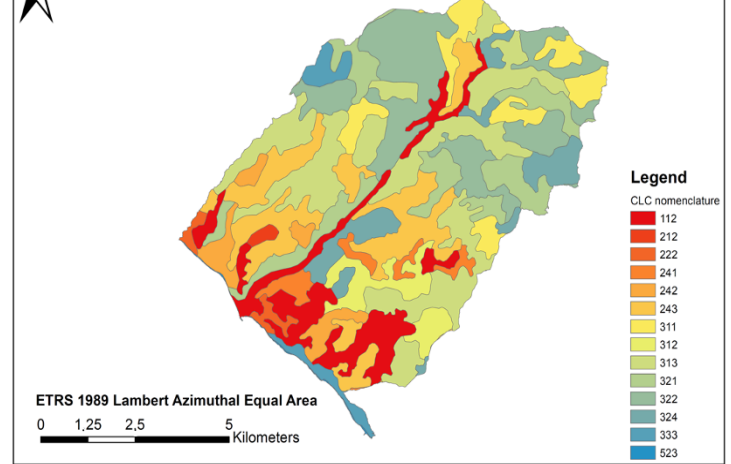 Legend
CLC nomenclature
112
212
222
241
242
243
311
312
313
321
322
324
333
523
ETRS 1989 Lambert Azimuthal Equal Area
0 1,25 2,5 5
Kilometers